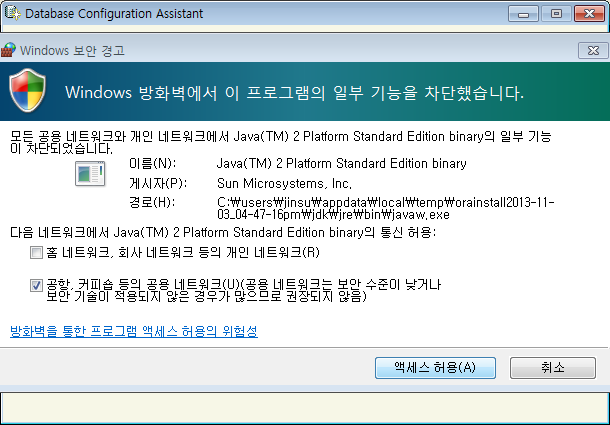 Database Configuration Assistant
Windows 보안 경고
Windows 방화벽에서 이 프로그램의 일부 기능을 차단했습니다.
모든 공용 네트워크와 개인 네트워크에서 Java(TM) 2 Platform Standard Edition binary의 일부 기능
이 차단되었습니다.
이름(N): Java(TM) 2 Platform Standard Edition binary
게시자(P): Sun Microsystems, Inc.
경로(H): C:₩users₩jinsu₩appdata₩local₩temp₩orainstall2013-11-
03_04-47-16pm₩jdk₩jre₩bin₩javaw.exe
다음 네트워크에서 Java(TM) 2 Platform Standard Edition binary의 통신 허용:
홈 네트워크, 회사 네트워크 등의 개인 네트워크(R)
공항, 커피숍 등의 공용 네트워크(U)(공용 네트워크는 보안 수준이 낮거나
보안 기술이 적용되지 않은 경우가 많으므로 권장되지 않음)
방화벽을 통한 프로그램 액세스 허용의 위험성
액세스 허용(A)
취소